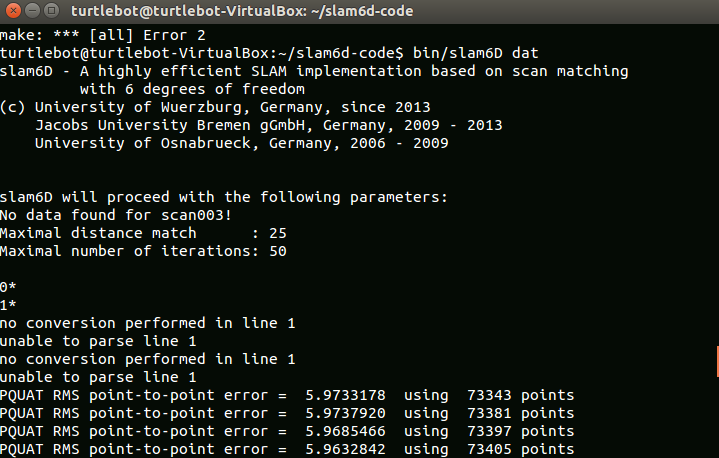 turtlebot@turtlebot-VirtualBox: ~/slam6d-code
make: *** [all] Error 2
turtlebot@turtlebot-VirtualBox:~/slam6d-code$ bin/slam6D dat
slam6D - A highly efficient SLAM implementation based on scan matching
         with 6 degrees of freedom
(c) University of Wuerzburg, Germany, since 2013
    Jacobs University Bremen gGmbH, Germany, 2009 - 2013
    University of Osnabrueck, Germany, 2006 - 2009
slam6D will proceed with the following parameters:
No data found for scan003!
Maximal distance match      : 25
Maximal number of iterations: 50
0*
1*
no conversion performed in line 1
unable to parse line 1
no conversion performed in line 1
unable to parse line 1
PQUAT RMS point-to-point error =  5.9733178  using  73343 points
PQUAT RMS point-to-point error =  5.9737920  using  73381 points
PQUAT RMS point-to-point error =  5.9685466  using  73397 points
PQUAT RMS point-to-point error =  5.9632842  using  73405 points